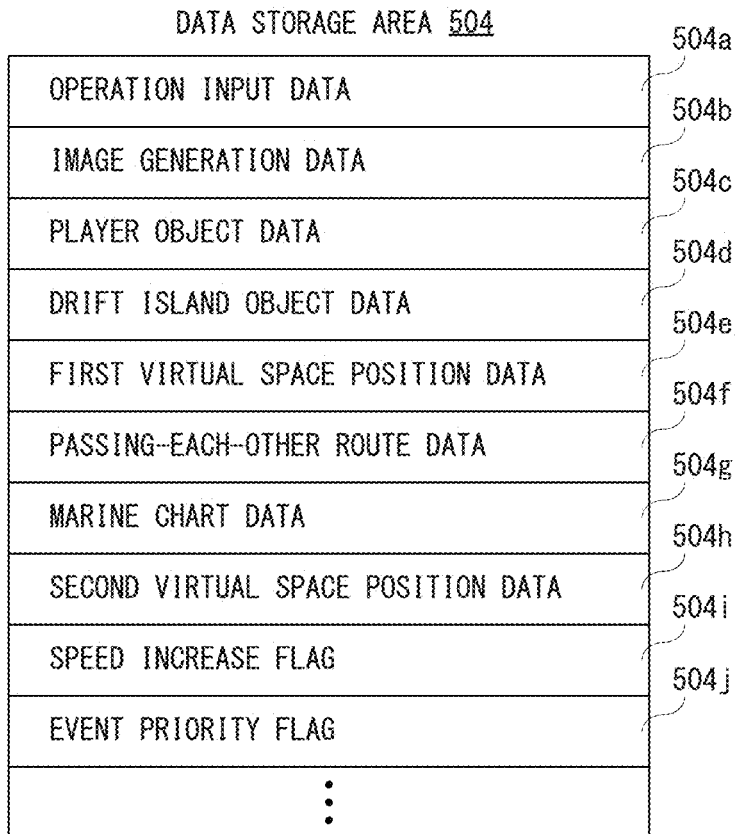 DATA STORAGE AREA 504
504a
OPERATION INPUT DATA
504b
IMAGE GENERATION DATA
504c
PLAYER OBJECT DATA
504d
DRIFT ISLAND OBJECT DATA
504e
FIRST VIRTUAL SPACE POSITION DATA
504f
PASSING-EACH-OTHER ROUTE DATA
504g
MARINE CHART DATA
504h
SECOND VIRTUAL SPACE POSITION DATA
504i
SPEED INCREASE FLAG
504j
EVENT PRIORITY FLAG